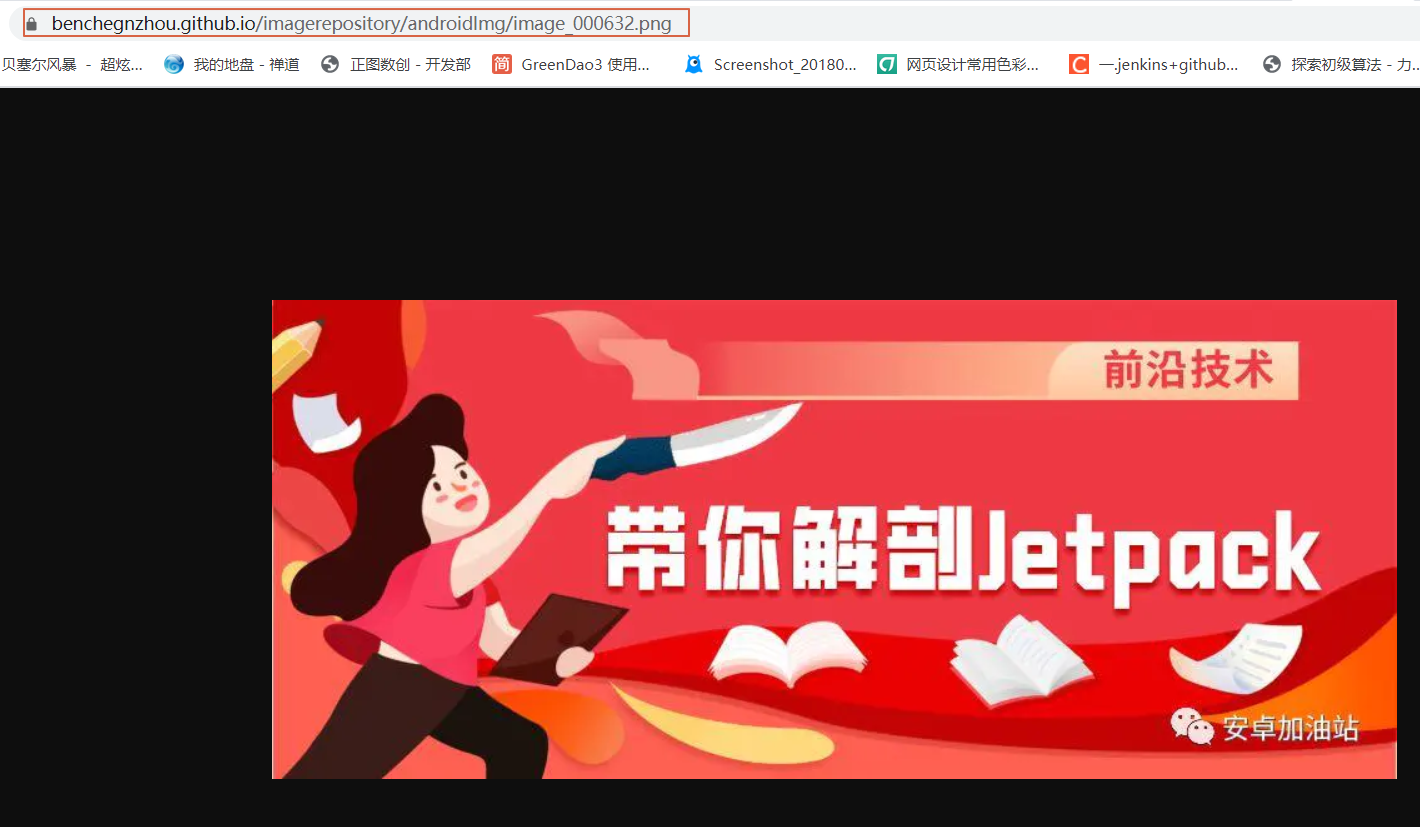 benchegnzhou.github.io/imagerepository/androidImg/image_000632.png
贝塞尔风暴 - 超炫... 我的地盘 - 禅道 正图数创 - 开发部 简 GreenDao3 使用... Screenshot_20180... 网页设计常用色彩... C 一.jenkins+github... 探索初级算法 - 力...
前沿技术
带你解剖Jetpack
安卓加油站